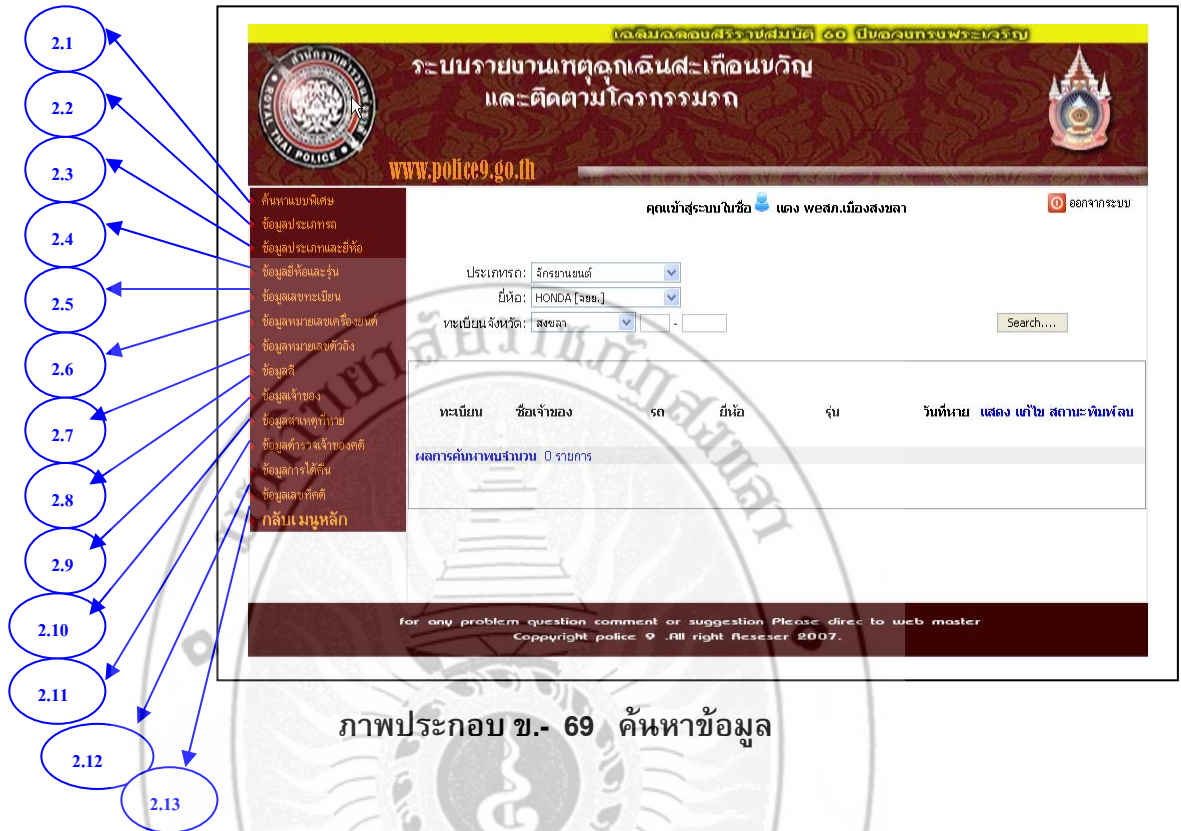 2.1
2.2
2.3
2.4
2.5
2.6
2.7
2.8
2.9
2.10
2.11
2.12
2.13
เฉลิมฉลองสิริราชสมบัติ 60 ปีของทรงพระเจริญ
ระบบรายงานเหตุฉุกเฉินสะเทือนขวัญ
และติดตามโจรกรรมรถ
ROYAL THAI POLICE
www.police9.go.th
ค้นหาแบบพิเศษ
ข้อมูลประเภทรถ
ข้อมูลประเภทและยี่ห้อ
ข้อมูลยี่ห้อและรุ่น
ข้อมูลเลขทะเบียน
ข้อมูลหมายเลขเครื่องยนต์
ข้อมูลหมายเลขตัวถัง
ข้อมูลสี
ข้อมูลเจ้าของ
ข้อมูลสาเหตุที่หาย
ข้อมูลตำรวจเจ้าของคดี
ข้อมูลการได้คืน
ข้อมูลเลขที่คดี
กลับเมนูหลัก
คุณเข้าสู่ระบบในชื่อ แดง พeสภ.เมืองสงขลา
ออกจากระบบ
ประเภทรถ: จักรยานยนต์
ยี่ห้อ: HONDA [จยย.]
ทะเบียนจังหวัด: สงขลา -
Search....
ทะเบียน ชื่อเจ้าของ รถ ยี่ห้อ รุ่น วันที่หาย แสดง แก้ไข สถานะพิมพ์ลบ
ผลการค้นหาพบจำนวน 0 รายการ
for any problem question comment or suggestion Please direc to web master
Coppyright police 9 .All right Reseser 2007.
ภาพประกอบ ข.- 69 ค้นหาข้อมูล